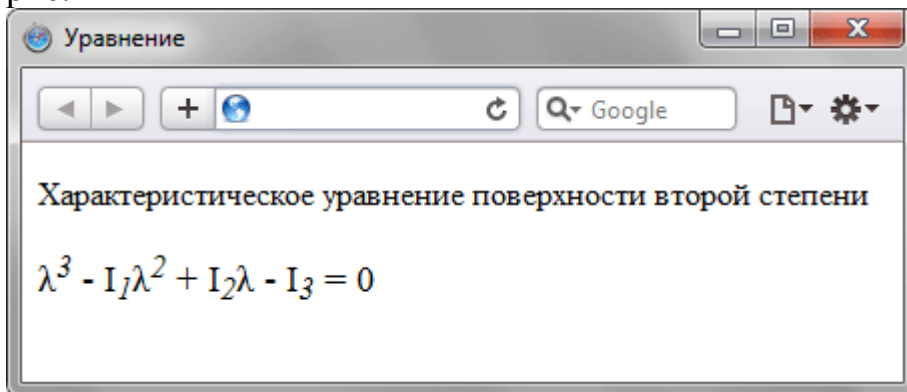 Уравнение
Google
Характеристическое уравнение поверхности второй степени
λ³ - I₁λ² + I₂λ - I₃ = 0